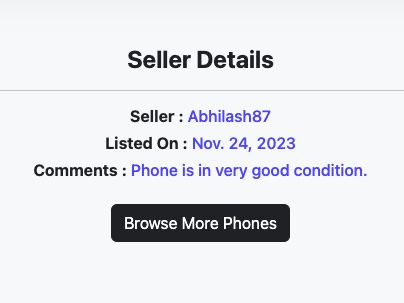 Seller Details
Seller : Abhilash87
Listed On : Nov. 24, 2023
Comments : Phone is in very good condition.
Browse More Phones